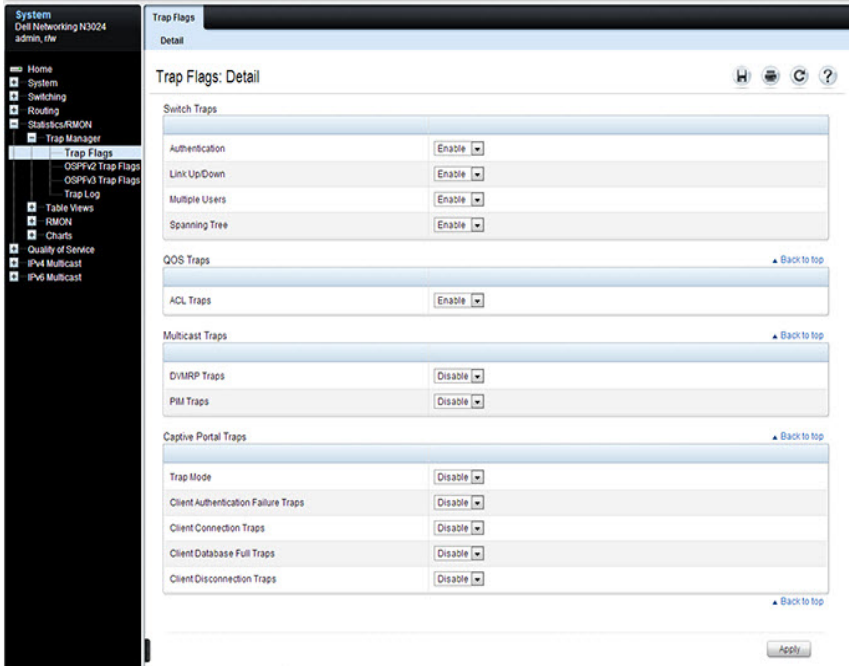 System
Dell Networking N3024
admin, r/w
Home
System
Switching
Routing
Statistics/RMON
Trap Manager
Trap Flags
OSPFv2 Trap Flags
OSPFv3 Trap Flags
Trap Log
Table Views
RMON
Charts
Quality of Service
IPv4 Multicast
IPv6 Multicast
Trap Flags
Detail
Trap Flags: Detail
Switch Traps
Authentication Enable
Link Up/Down Enable
Multiple Users Enable
Spanning Tree Enable
QOS Traps Back to top
ACL Traps Enable
Multicast Traps Back to top
DVMRP Traps Disable
PIM Traps Disable
Captive Portal Traps Back to top
Trap Mode Disable
Client Authentication Failure Traps Disable
Client Connection Traps Disable
Client Database Full Traps Disable
Client Disconnection Traps Disable
Back to top
Apply